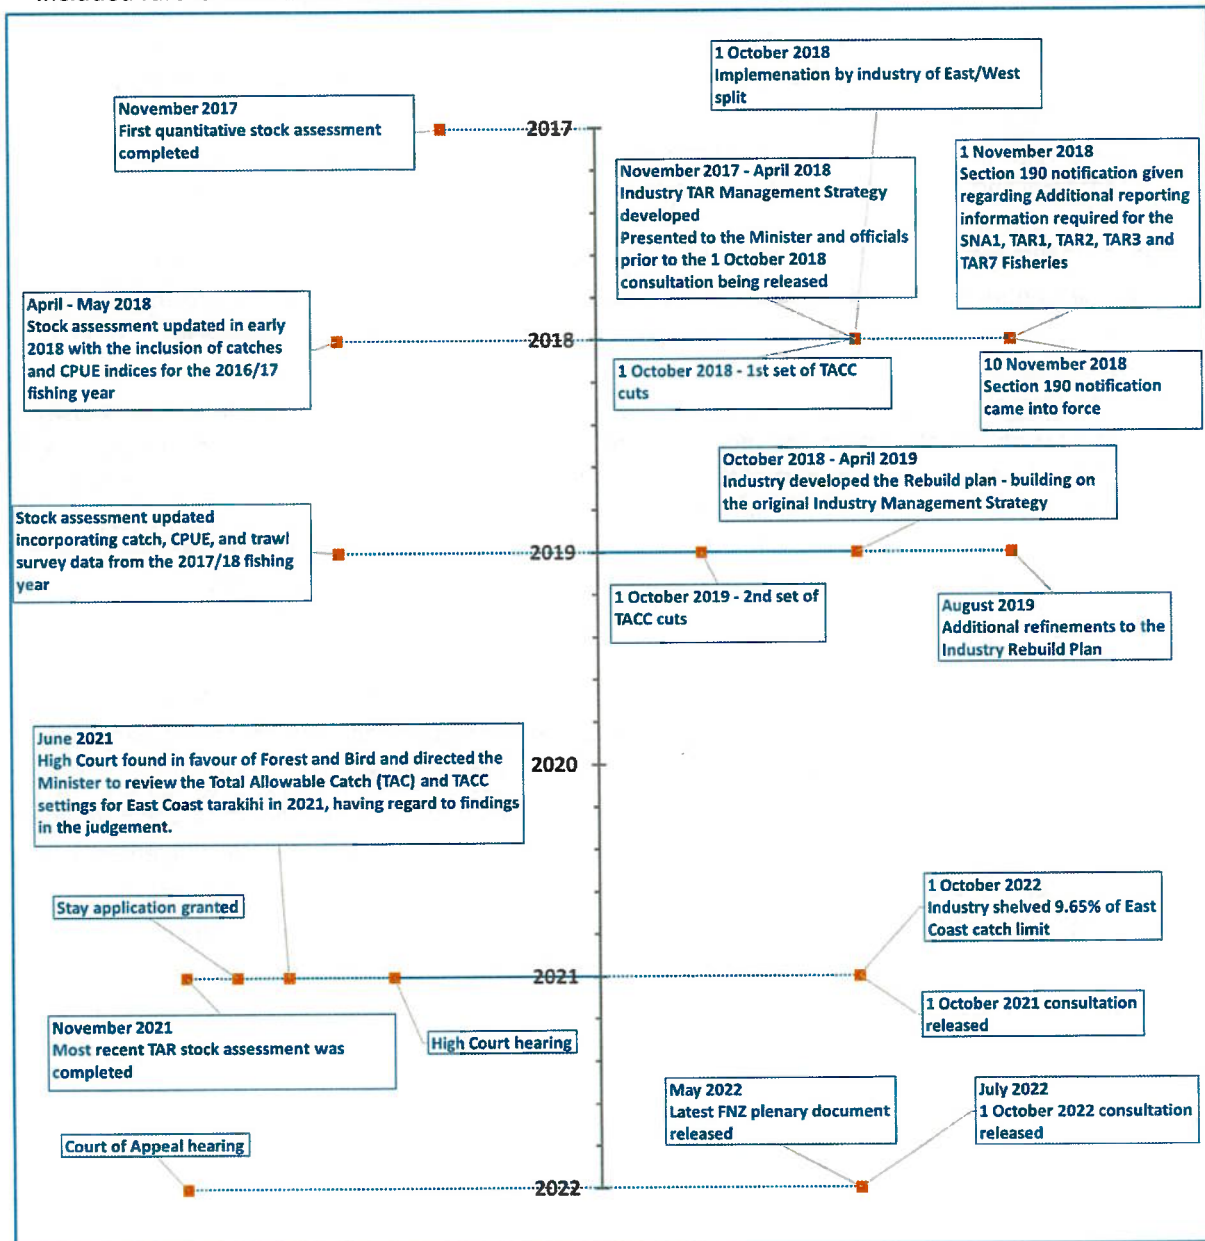 1 October 2018
Implemenation by industry of East/West
split
November 2017
First quantitative stock assessment
completed
2017
November 2017 - April 2018
Industry TAR Management Strategy
developed
Presented to the Minister and officials
prior to the 1 October 2018
consultation being released
1 November 2018
Section 190 notification given
regarding Additional reporting
information required for the
SNA1, TAR1, TAR2, TAR3 and
TAR7 Fisheries
April - May 2018
Stock assessment updated in early
2018 with the inclusion of catches
and CPUE indices for the 2016/17
fishing year
2018
1 October 2018 - 1st set of TACC
cuts
10 November 2018
Section 190 notification
came into force
October 2018 - April 2019
Industry developed the Rebuild plan - building on
the original Industry Management Strategy
Stock assessment updated
incorporating catch, CPUE, and trawl
survey data from the 2017/18 fishing
year
2019
1 October 2019 - 2nd set of
TACC cuts
August 2019
Additional refinements to the
Industry Rebuild Plan
June 2021
High Court found in favour of Forest and Bird and directed the
Minister to review the Total Allowable Catch (TAC) and TACC
settings for East Coast tarakihi in 2021, having regard to findings
in the judgement.
2020
Stay application granted
1 October 2022
Industry shelved 9.65% of East
Coast catch limit
2021
1 October 2021 consultation
released
November 2021
Most recent TAR stock assessment was
completed
High Court hearing
May 2022
Latest FNZ plenary document
released
July 2022
1 October 2022 consultation
released
Court of Appeal hearing
2022